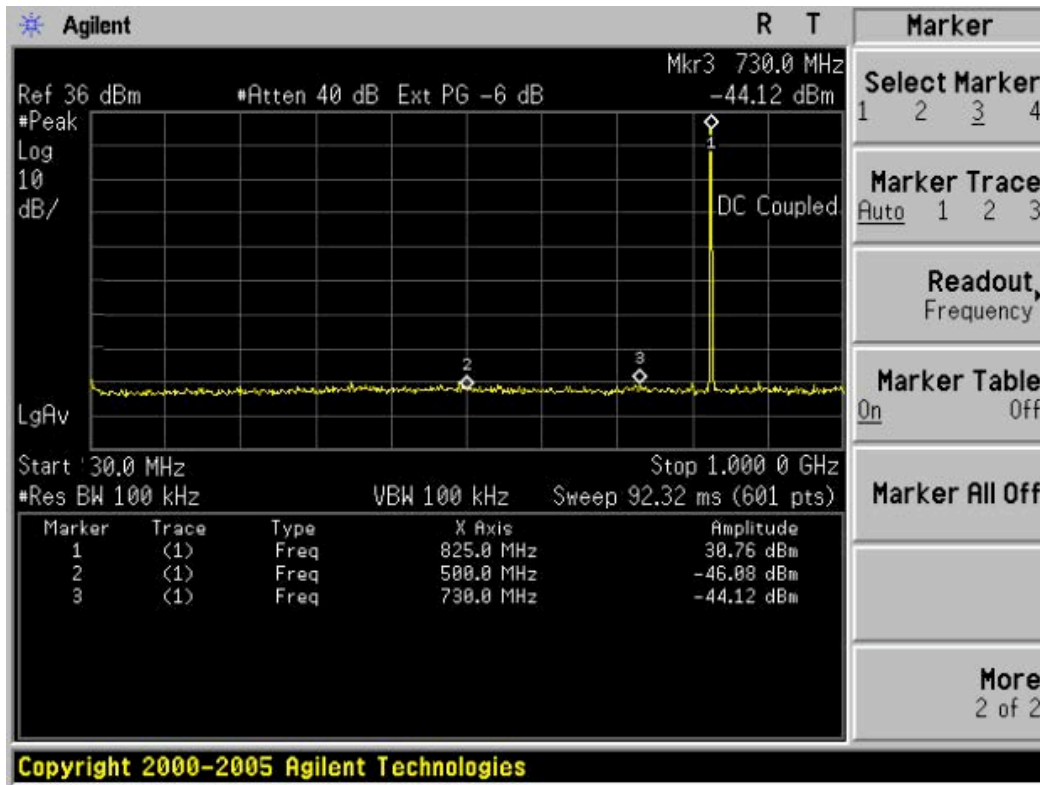 Agilent R T Marker
Mkr3 730.0 MHz
Ref 36 dBm #Atten 40 dB Ext PG -6 dB -44.12 dBm
#Peak
Log
10
dB/
1
DC Coupled
2
3
LgAv
Start 30.0 MHz Stop 1.000 0 GHz
#Res BW 100 kHz VBW 100 kHz Sweep 92.32 ms (601 pts)
Marker Trace Type X Axis Amplitude
1 (1) Freq 825.0 MHz 30.76 dBm
2 (1) Freq 500.0 MHz -46.08 dBm
3 (1) Freq 730.0 MHz -44.12 dBm
Select Marker
1 2 3 4
Marker Trace
Auto 1 2 3
Readout
Frequency
Marker Table
On Off
Marker All Off
More
2 of 2
Copyright 2000-2005 Agilent Technologies